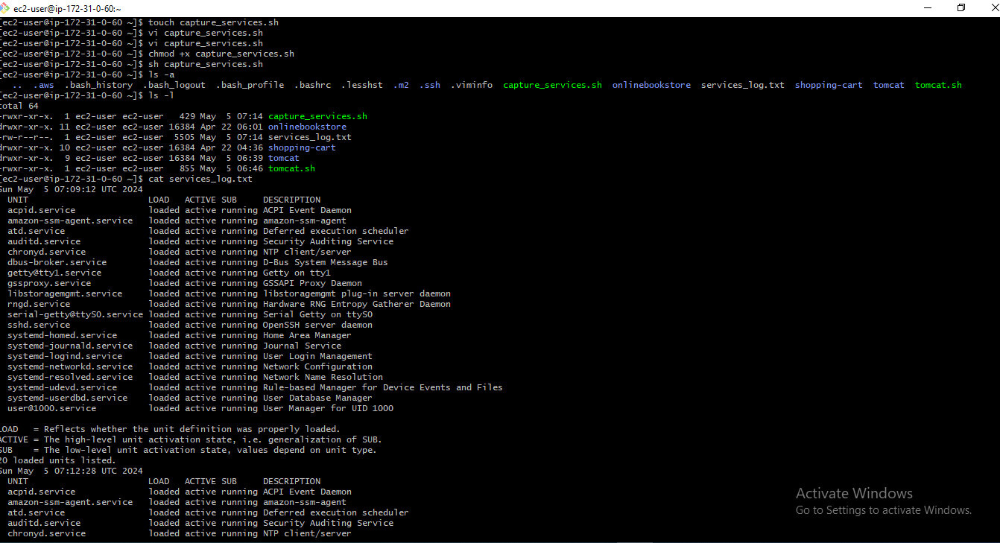 ec2-user@ip-172-31-0-60:~
[ec2-user@ip-172-31-0-60 ~]$ touch capture_services.sh
[ec2-user@ip-172-31-0-60 ~]$ vi capture_services.sh
[ec2-user@ip-172-31-0-60 ~]$ vi capture_services.sh
[ec2-user@ip-172-31-0-60 ~]$ chmod +x capture_services.sh
[ec2-user@ip-172-31-0-60 ~]$ sh capture_services.sh
[ec2-user@ip-172-31-0-60 ~]$ ls -a
.. .aws .bash_history .bash_logout .bash_profile .bashrc .lesshst .m2 .ssh .viminfo capture_services.sh onlinebookstore services_log.txt shopping-cart tomcat tomcat.sh
[ec2-user@ip-172-31-0-60 ~]$ ls -l
total 64
-rwxr-xr-x. 1 ec2-user ec2-user 429 May 5 07:14 capture_services.sh
drwxr-xr-x. 11 ec2-user ec2-user 16384 Apr 22 06:01 onlinebookstore
-rw-r--r--. 1 ec2-user ec2-user 5505 May 5 07:14 services_log.txt
drwxr-xr-x. 10 ec2-user ec2-user 16384 Apr 22 04:36 shopping-cart
drwxr-xr-x. 9 ec2-user ec2-user 16384 May 5 06:39 tomcat
-rwxr-xr-x. 1 ec2-user ec2-user 855 May 5 06:46 tomcat.sh
[ec2-user@ip-172-31-0-60 ~]$ cat services_log.txt
Sun May 5 07:09:12 UTC 2024
UNIT LOAD ACTIVE SUB DESCRIPTION
acpid.service loaded active running ACPI Event Daemon
amazon-ssm-agent.service loaded active running amazon-ssm-agent
atd.service loaded active running Deferred execution scheduler
auditd.service loaded active running Security Auditing Service
chronyd.service loaded active running NTP client/server
dbus-broker.service loaded active running D-Bus System Message Bus
getty@tty1.service loaded active running Getty on tty1
gssproxy.service loaded active running GSSAPI Proxy Daemon
libstoragemgmt.service loaded active running libstoragemgmt plug-in server daemon
rngd.service loaded active running Hardware RNG Entropy Gatherer Daemon
serial-getty@ttyS0.service loaded active running Serial Getty on ttyS0
sshd.service loaded active running OpenSSH server daemon
systemd-homed.service loaded active running Home Area Manager
systemd-journald.service loaded active running Journal Service
systemd-logind.service loaded active running User Login Management
systemd-networkd.service loaded active running Network Configuration
systemd-resolved.service loaded active running Network Name Resolution
systemd-udevd.service loaded active running Rule-based Manager for Device Events and Files
systemd-userdbd.service loaded active running User Database Manager
user@1000.service loaded active running User Manager for UID 1000
LOAD = Reflects whether the unit definition was properly loaded.
ACTIVE = The high-level unit activation state, i.e. generalization of SUB.
SUB = The low-level unit activation state, values depend on unit type.
20 loaded units listed.
Sun May 5 07:12:28 UTC 2024
UNIT LOAD ACTIVE SUB DESCRIPTION
acpid.service loaded active running ACPI Event Daemon
amazon-ssm-agent.service loaded active running amazon-ssm-agent
atd.service loaded active running Deferred execution scheduler
auditd.service loaded active running Security Auditing Service
chronyd.service loaded active running NTP client/server
Activate Windows
Go to Settings to activate Windows.